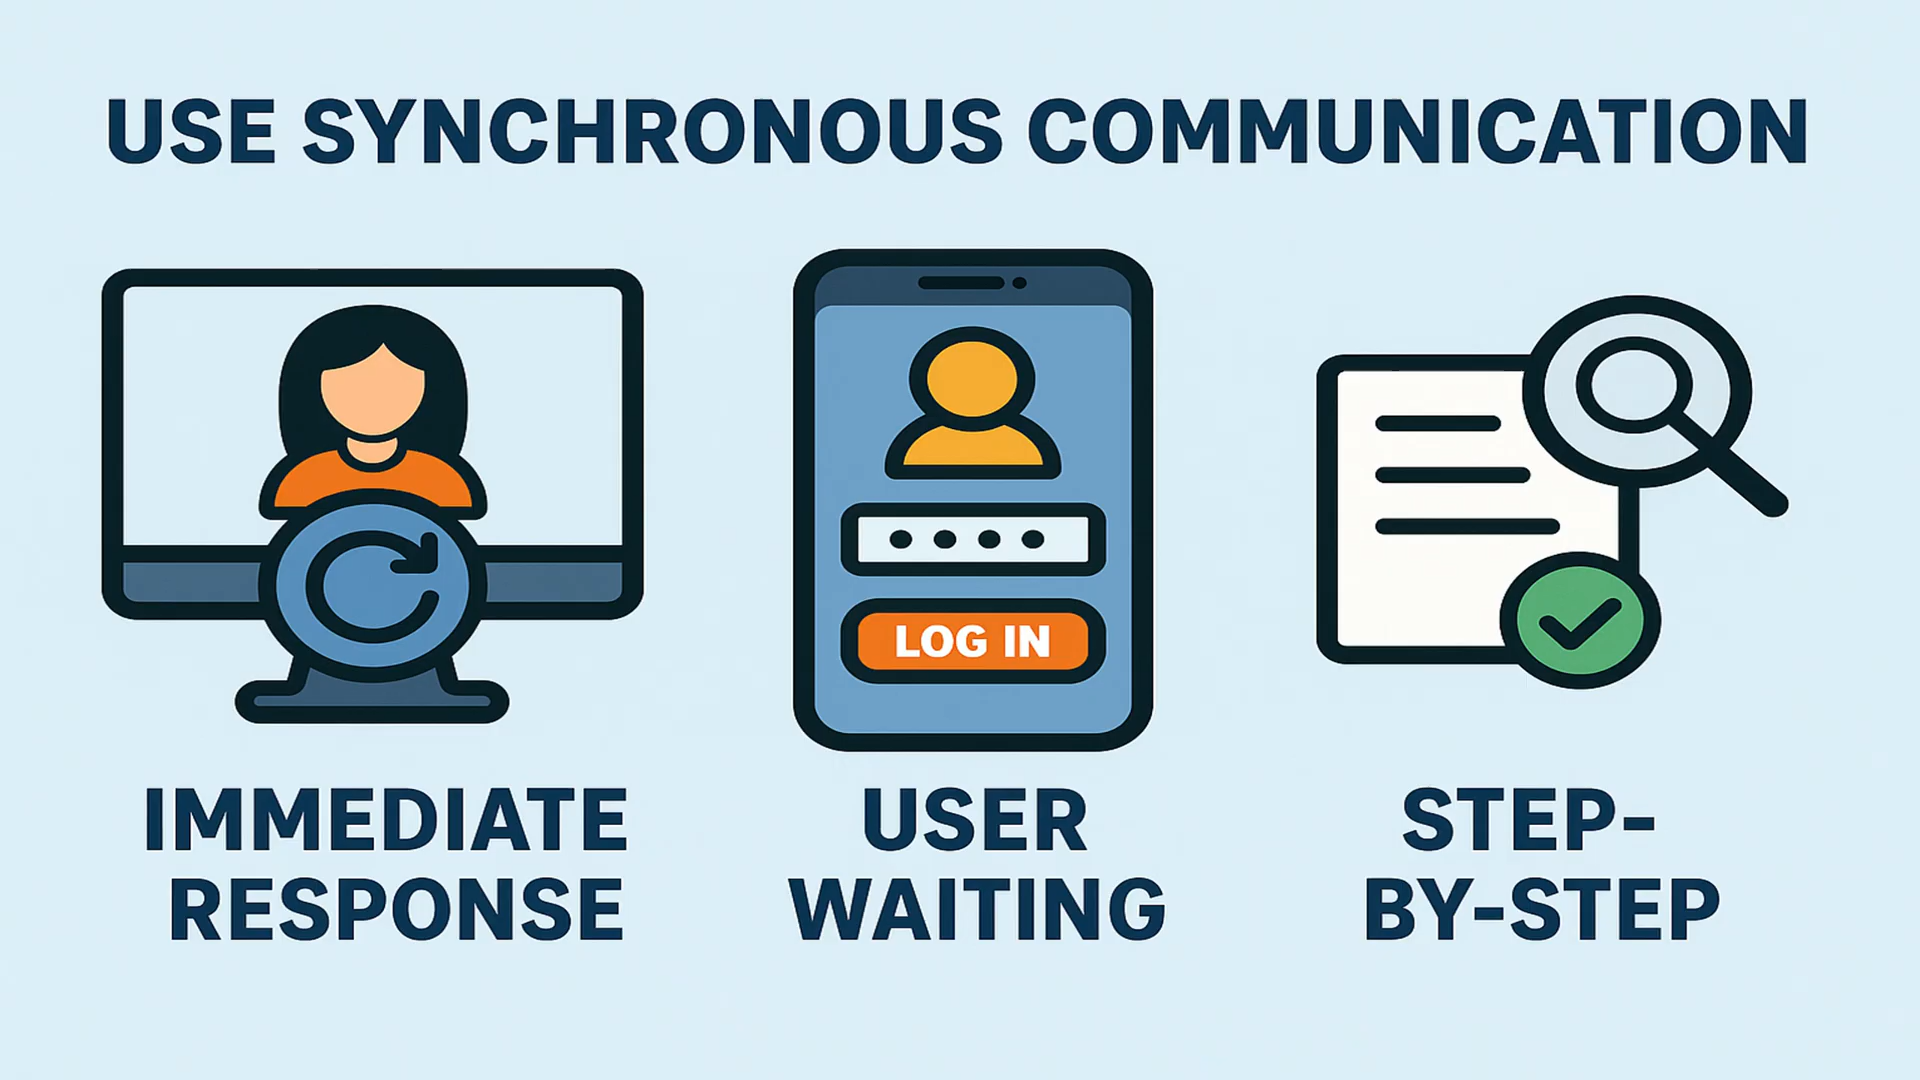 USE SYNCHRONOUS COMMUNICATION
LOG IN
IMMEDIATE
RESPONSE
USER
WAITING
STEP-
BY-STEP